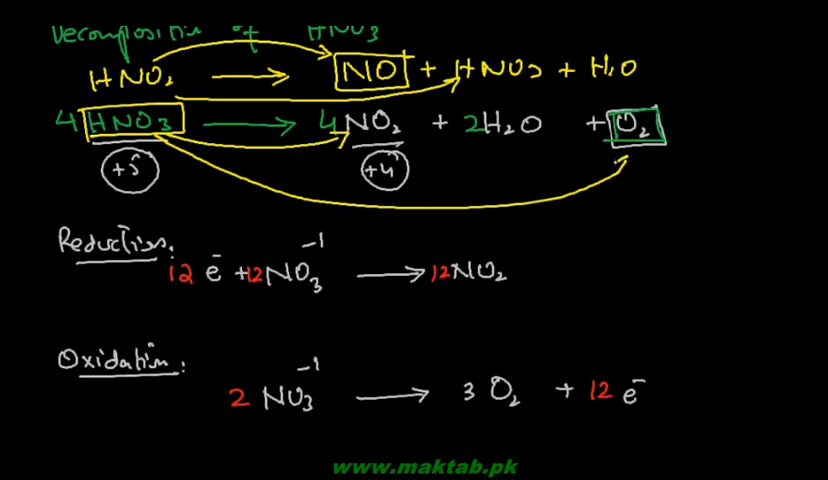 Decomposition of HNO3
HNO2 → NO + HNO3 + H2O
4HNO3 → 4NO2 + 2H2O + O2
+5 +4
Reduction:
12 e⁻ + 12NO3⁻¹ → 12NO2
Oxidation:
2 NO3⁻¹ → 3 O2 + 12 e⁻
www.maktab.pk